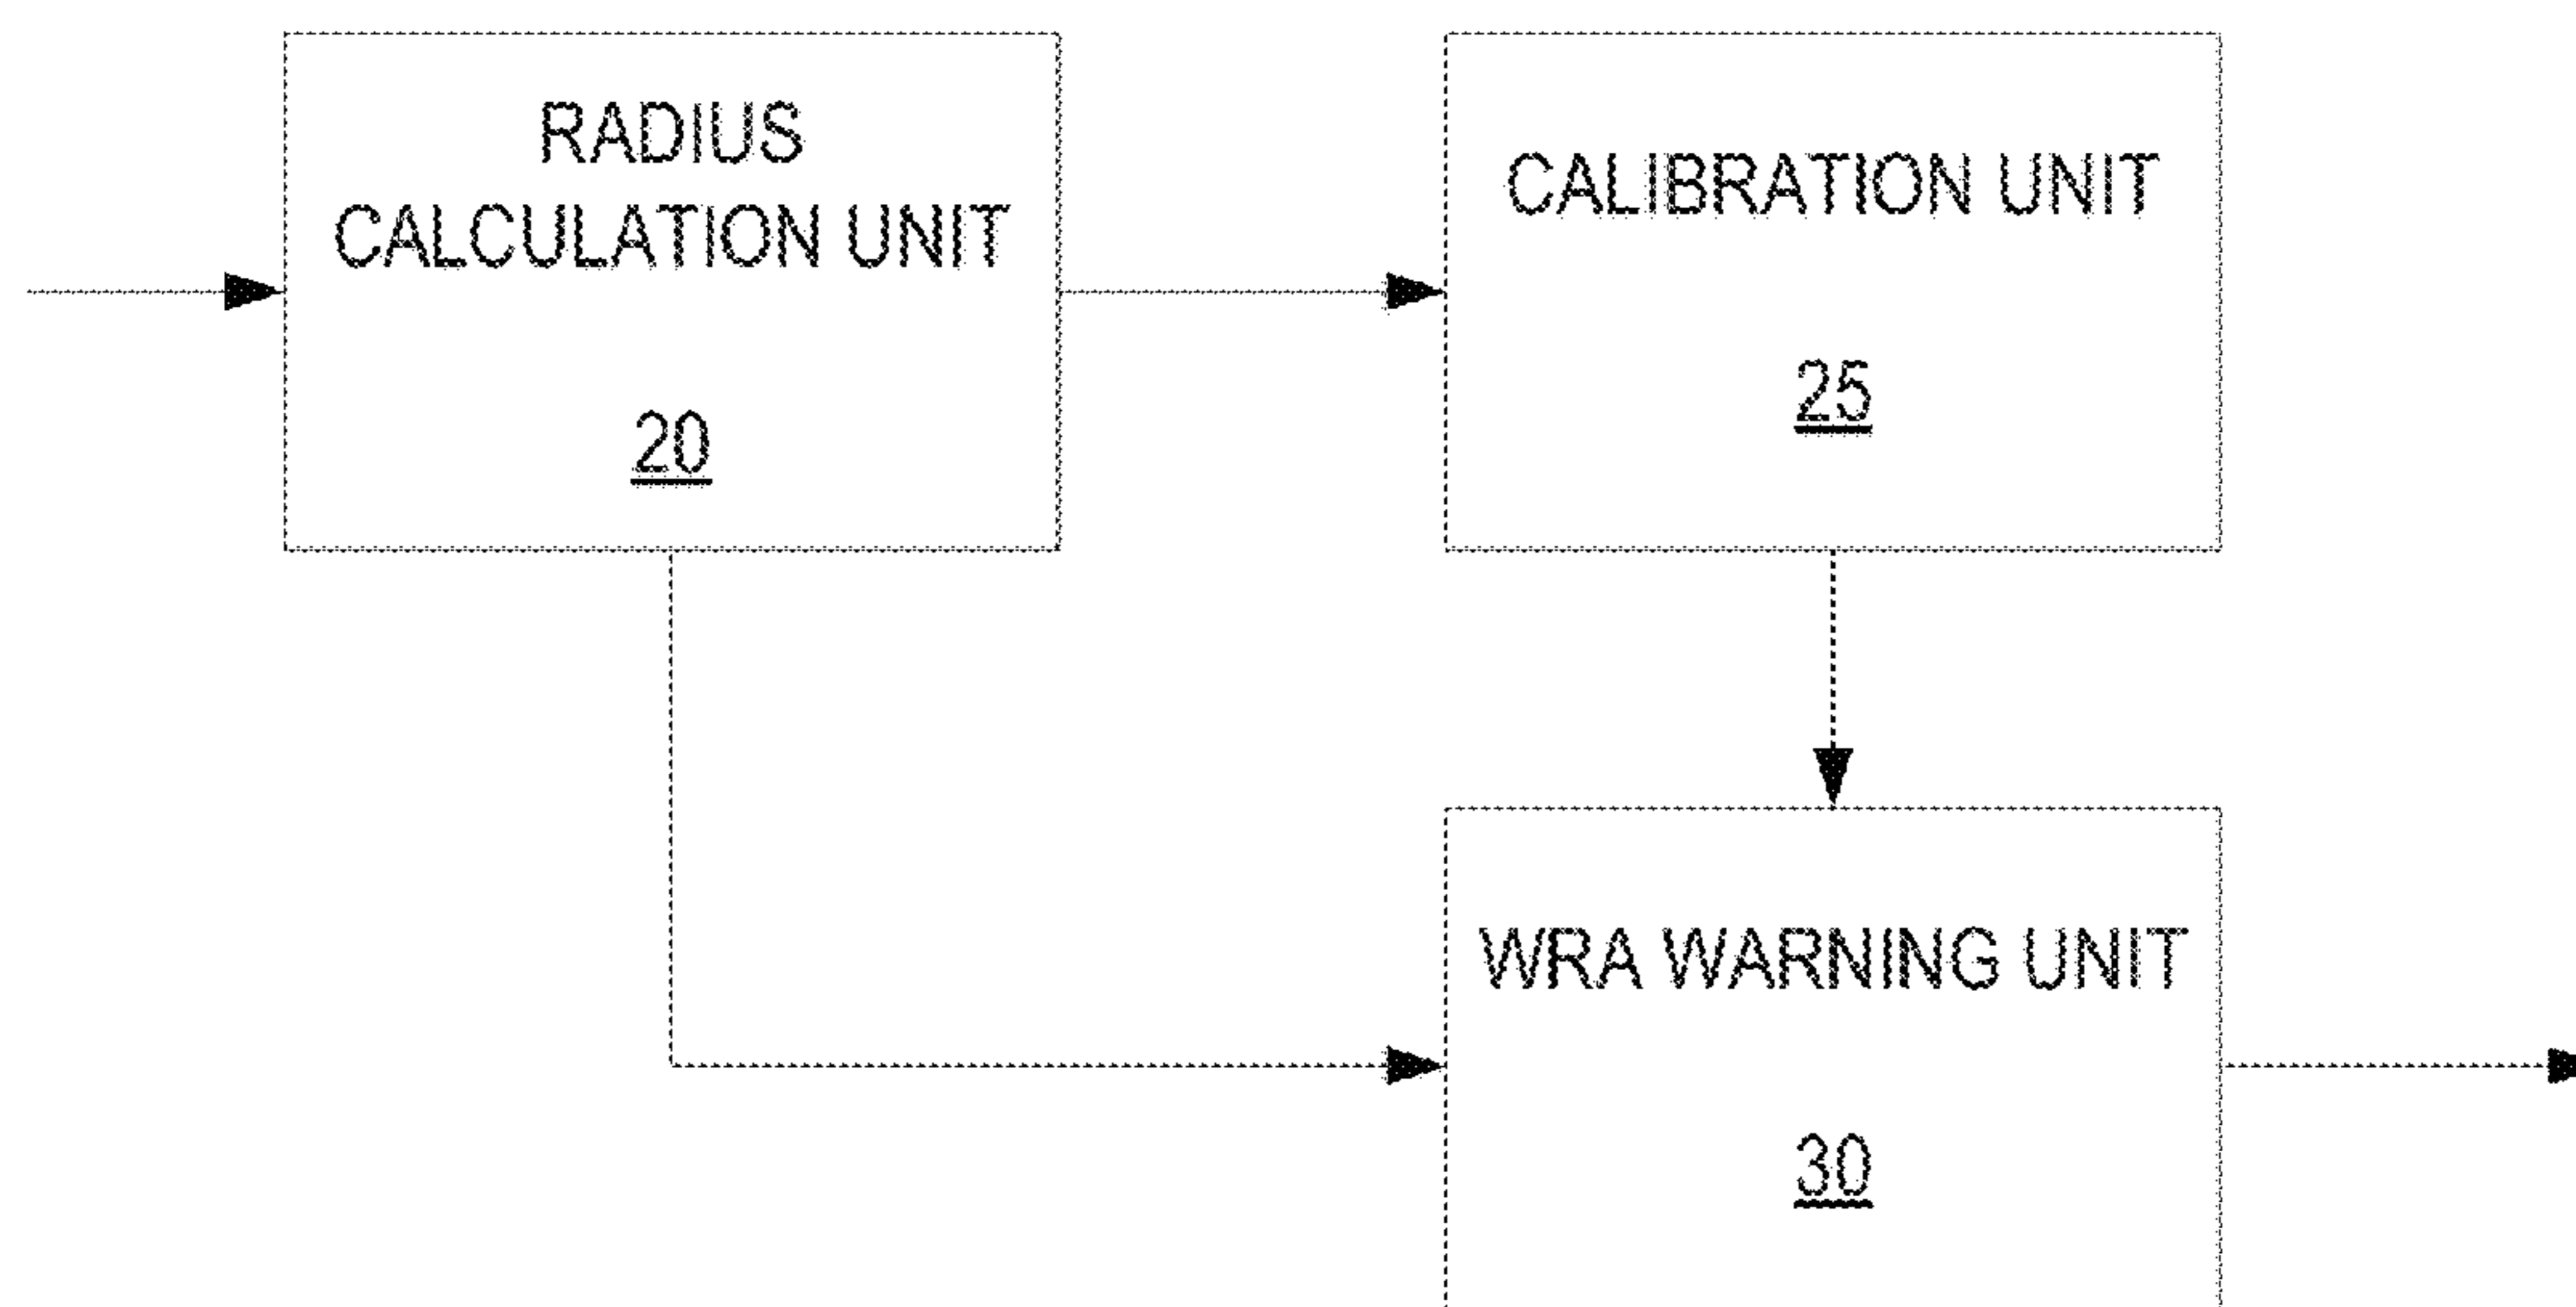 RADIUS
CALCULATION UNIT
20
CALIBRATION UNIT
25
WRA WARNING UNIT
30